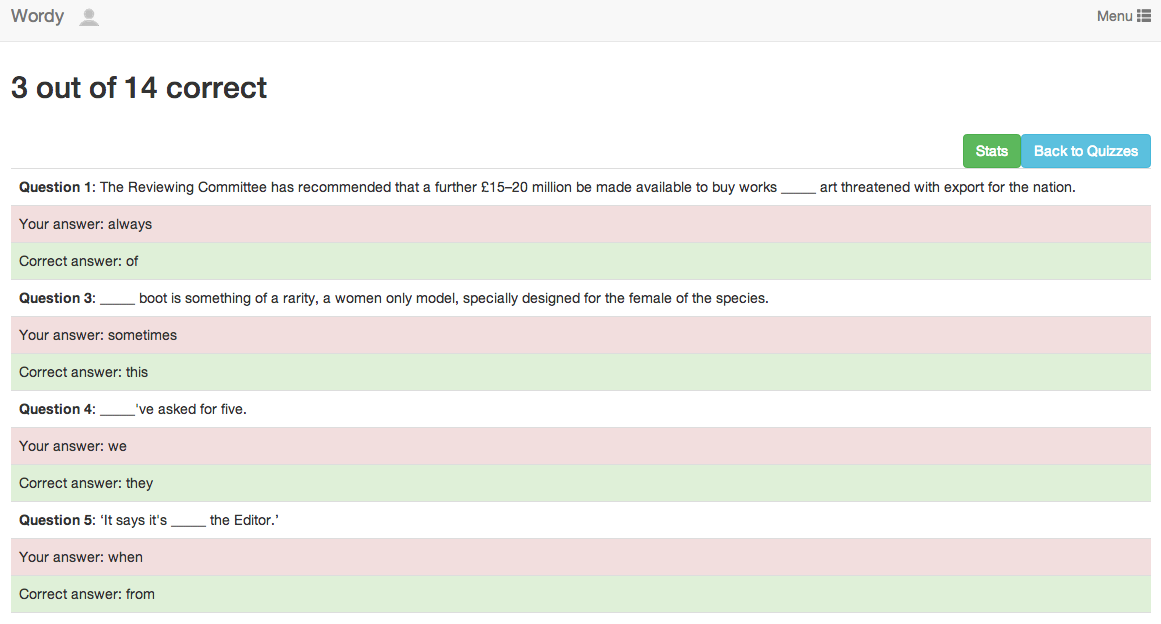 Wordy
Menu
3 out of 14 correct
Stats
Back to Quizzes
Question 1: The Reviewing Committee has recommended that a further £15–20 million be made available to buy works _____ art threatened with export for the nation.
Your answer: always
Correct answer: of
Question 3: _____ boot is something of a rarity, a women only model, specially designed for the female of the species.
Your answer: sometimes
Correct answer: this
Question 4: _____'ve asked for five.
Your answer: we
Correct answer: they
Question 5: ‘It says it's _____ the Editor.’
Your answer: when
Correct answer: from